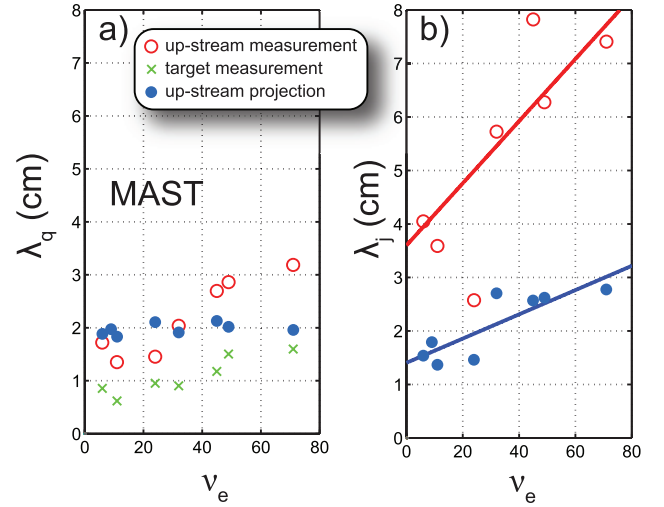 a)
b)
up-stream measurement
target measurement
up-stream projection
MAST
λq (cm)
8
7
6
5
4
3
2
1
0
0 20 40 60 80
νe
λj (cm)
8
7
6
5
4
3
2
1
0
0 20 40 60 80
νe